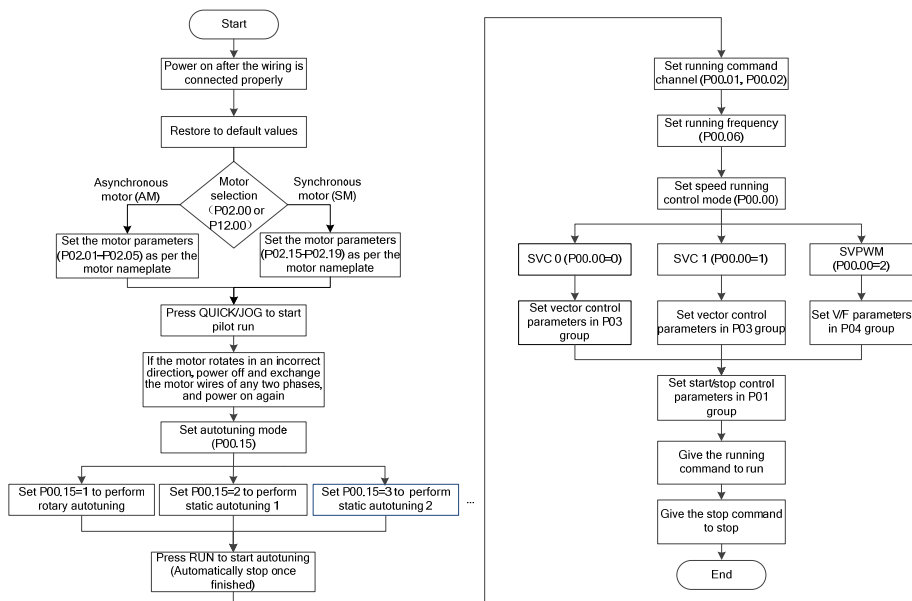 Start
Power on after the wiring is
connected properly
Restore to default values
Asynchronous
motor (AM)
Motor
selection
(P02.00 or
P12.00)
Synchronous
motor (SM)
Set the motor parameters
(P02.01–P02.05) as per the
motor nameplate
Set the motor parameters
(P02.15–P02.19) as per the
motor nameplate
Press QUICK/JOG to start
pilot run
If the motor rotates in an incorrect
direction, power off and exchange
the motor wires of any two phases,
and power on again
Set autotuning mode
(P00.15)
Set P00.15=1 to perform
rotary autotuning
Set P00.15=2 to perform
static autotuning 1
Set P00.15=3 to perform
static autotuning 2
...
Press RUN to start autotuning
(Automatically stop once
finished)
Set running command
channel (P00.01, P00.02)
Set running frequency
(P00.06)
Set speed running
control mode (P00.00)
SVC 0 (P00.00=0)
SVC 1 (P00.00=1)
SVPWM
(P00.00=2)
Set vector control
parameters in P03
group
Set vector control
parameters in P03 group
Set V/F parameters
in P04 group
Set start/stop control
parameters in P01
group
Give the running
command to run
Give the stop command
to stop
End